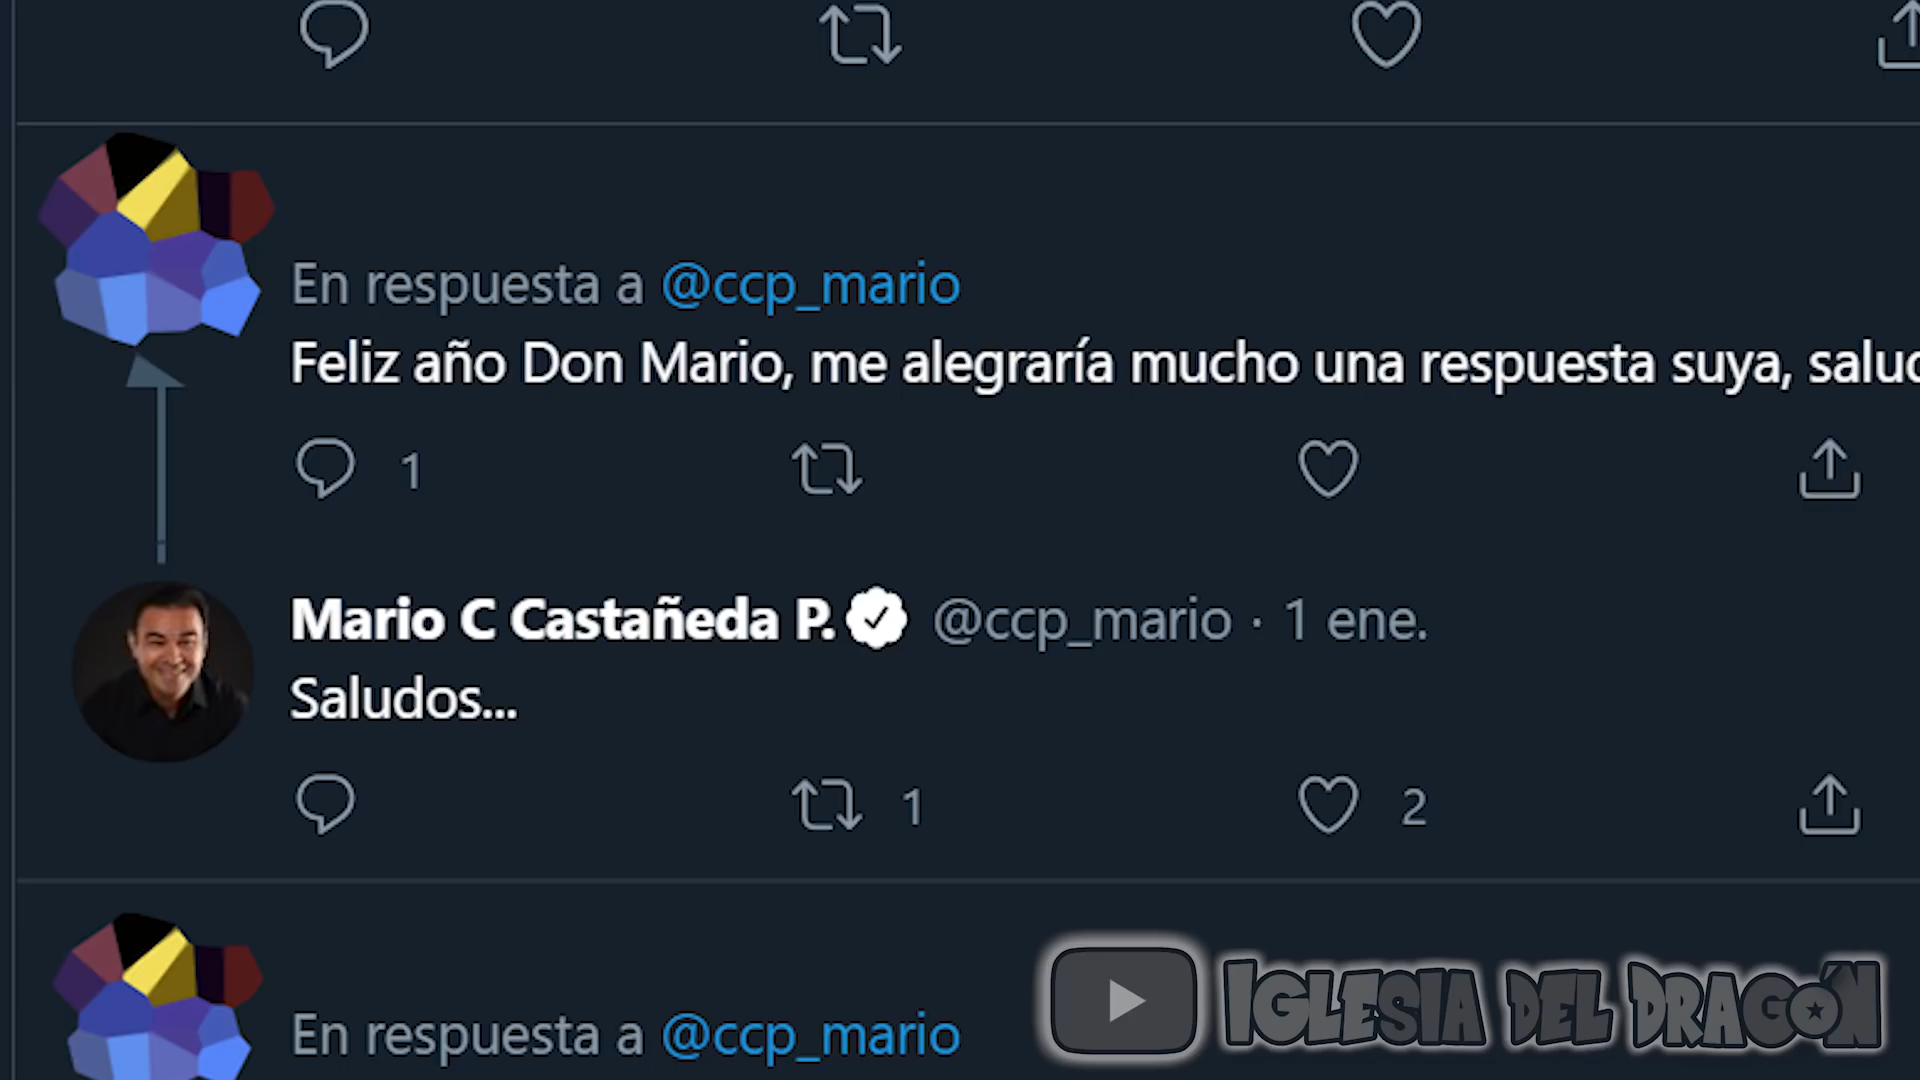 En respuesta a @ccp_mario
Feliz año Don Mario, me alegraría mucho una respuesta suya,
1
Mario C Castañeda P. @ccp_mario · 1 ene.
Saludos...
1 2
En respuesta a @ccp_mario
IGLESIA DEL DRAGÓN